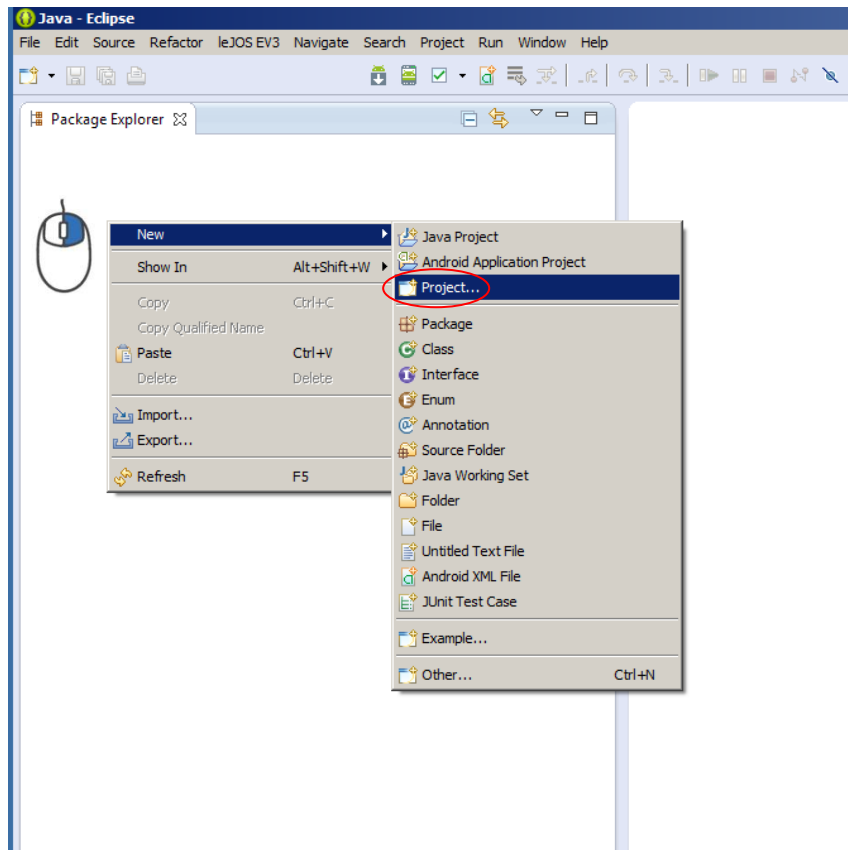 Java - Eclipse
File Edit Source Refactor leJOS EV3 Navigate Search Project Run Window Help
Package Explorer
New
Show In Alt+Shift+W
Copy Ctrl+C
Copy Qualified Name
Paste Ctrl+V
Delete Delete
Import...
Export...
Refresh F5
Java Project
Android Application Project
Project...
Package
Class
Interface
Enum
Annotation
Source Folder
Java Working Set
Folder
File
Untitled Text File
Android XML File
JUnit Test Case
Example...
Other... Ctrl+N